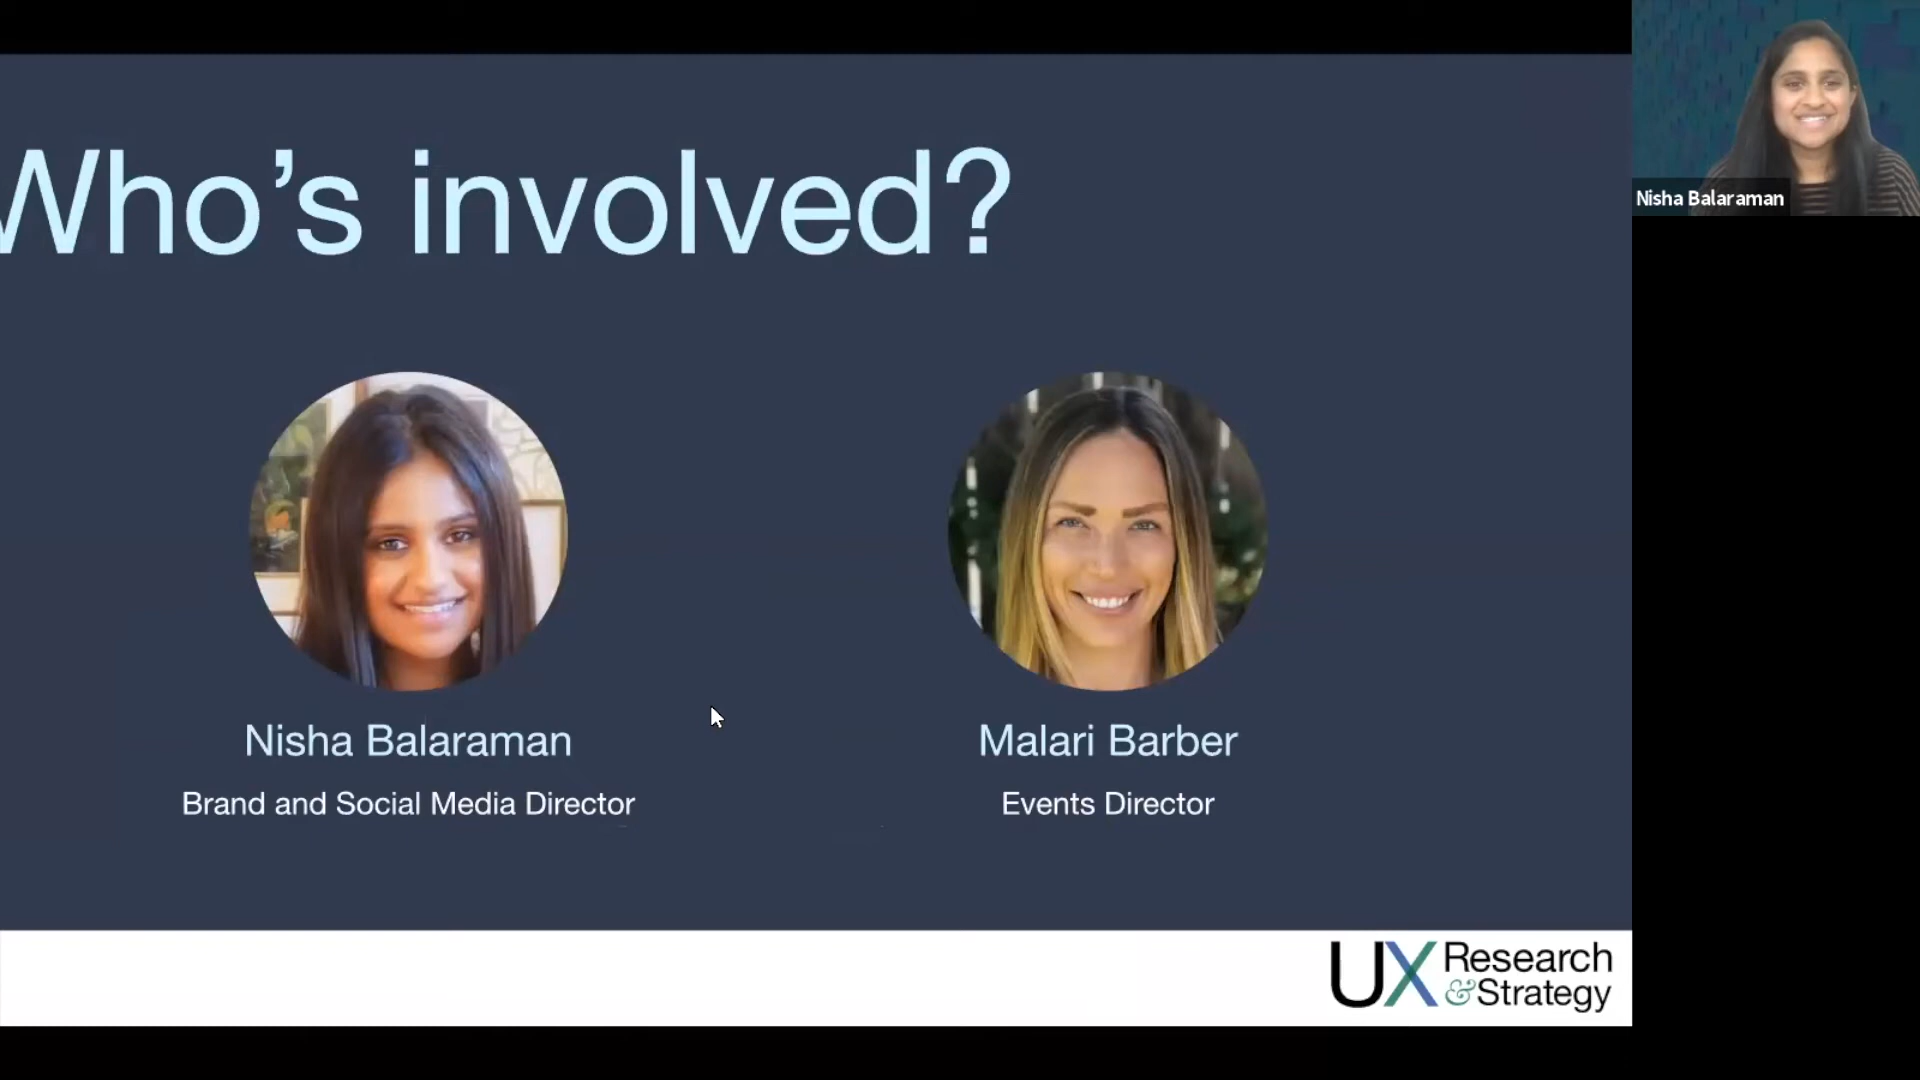 Who's involved?
Nisha Balaraman
Nisha Balaraman
Brand and Social Media Director
Malari Barber
Events Director
UX Research
& Strategy